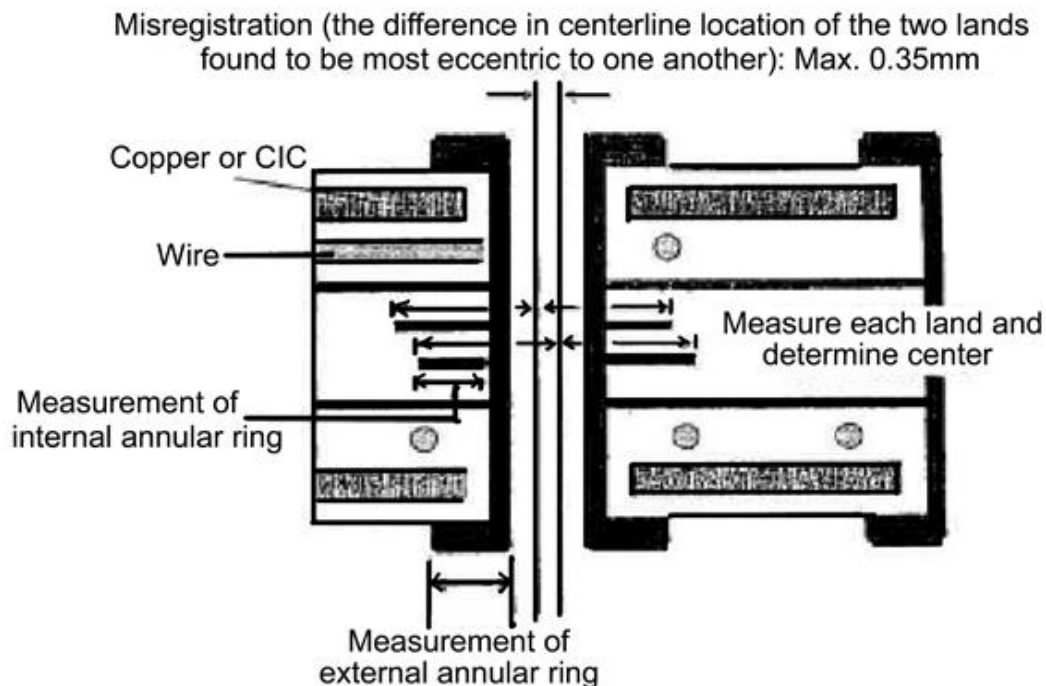 Misregistration (the difference in centerline location of the two lands
found to be most eccentric to one another): Max. 0.35mm
Copper or CIC
Wire
Measure each land and
determine center
Measurement of
internal annular ring
Measurement of
external annular ring